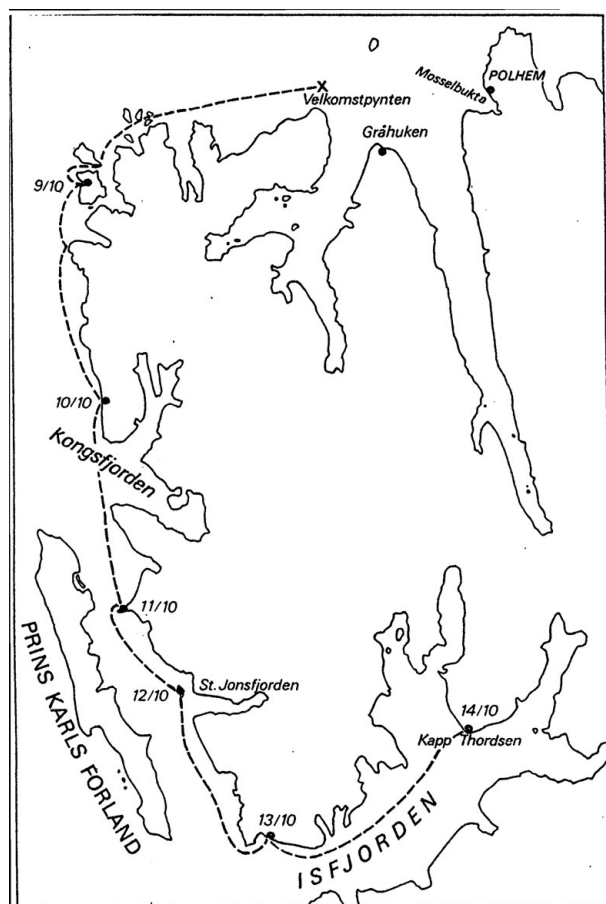 Velkomstpynten
Mosselbukta
POLHEM
Gråhuken
9/10
10/10
Kongsfjorden
11/10
PRINS KARLS FORLAND
12/10
St. Jonsfjorden
14/10
Kapp Thordsen
13/10
ISFJORDEN